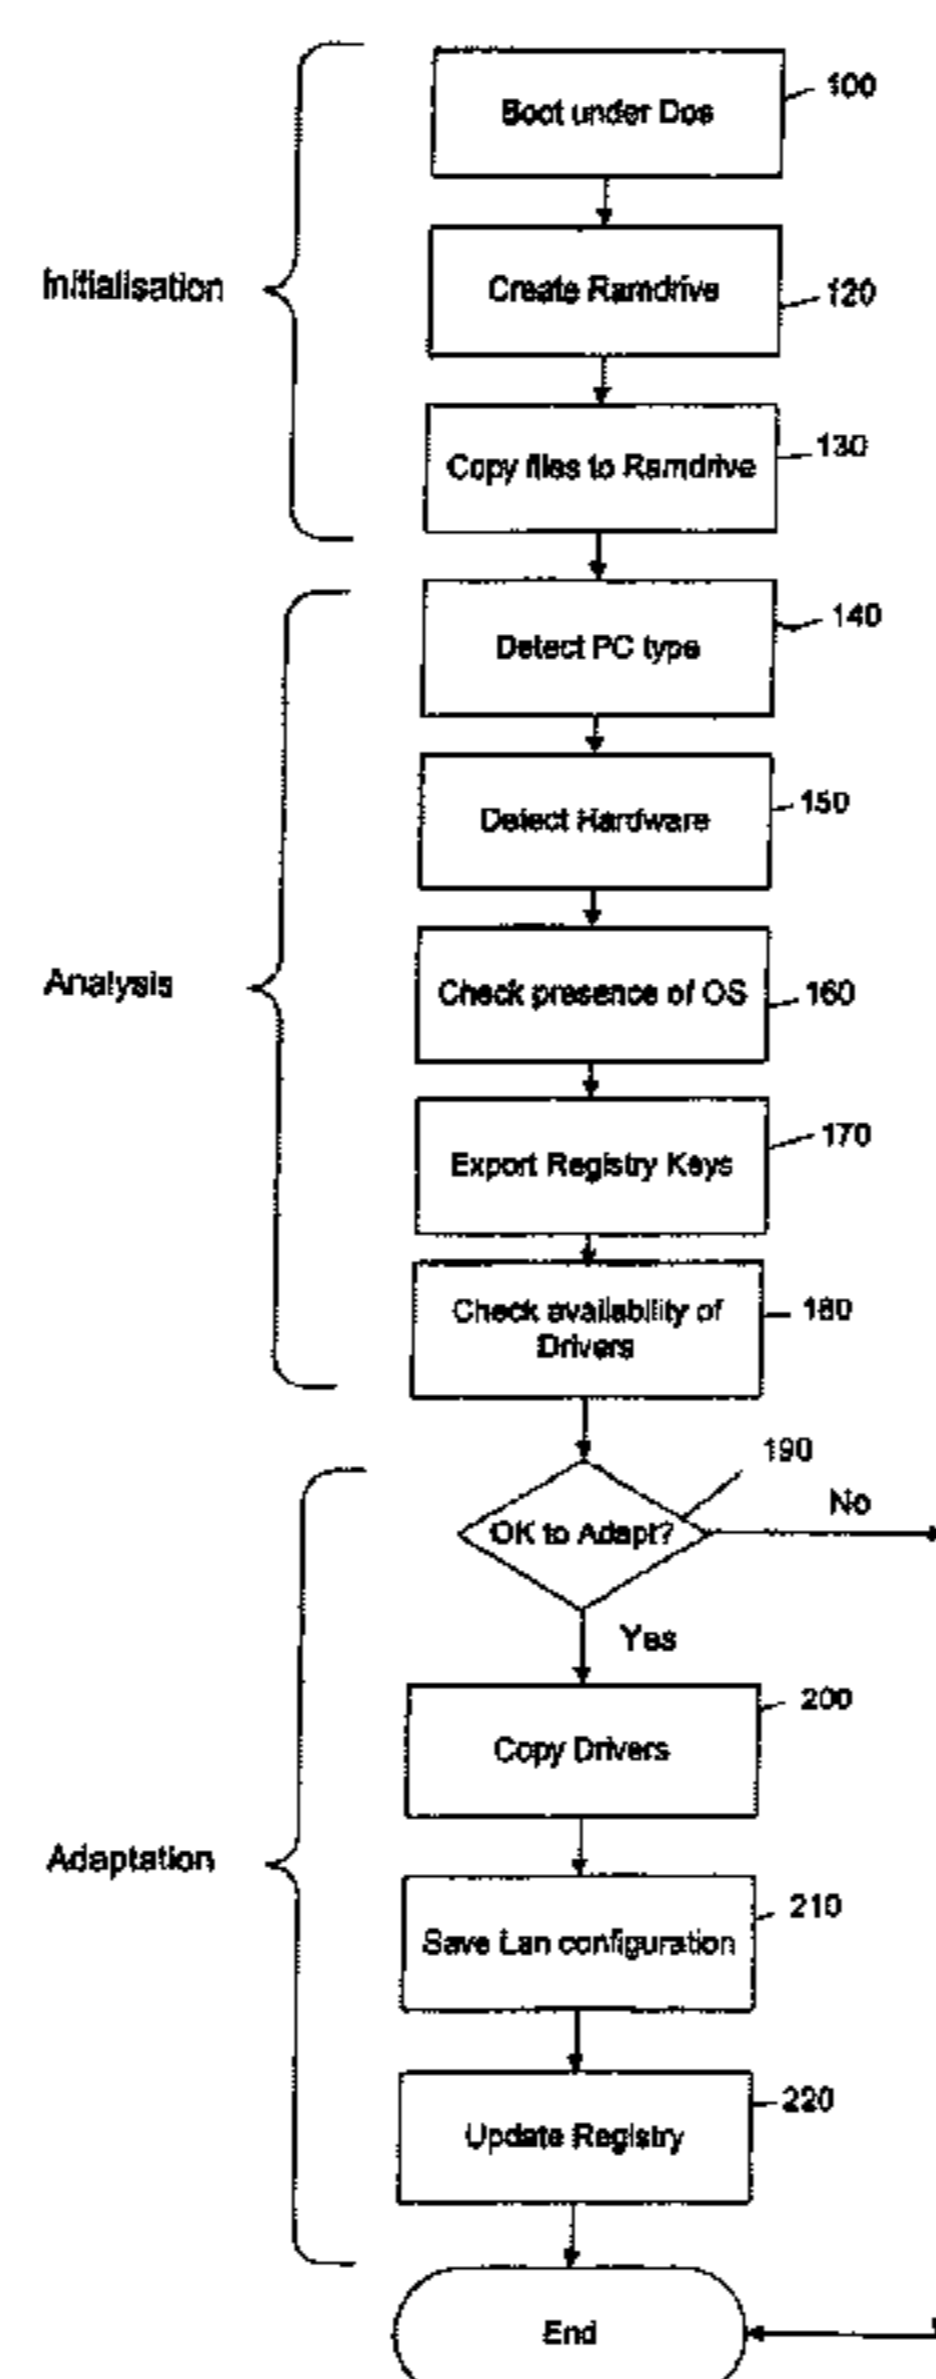 Boot under Dos
100
Initialisation
Create Ramdrive
120
Copy files to Ramdrive
130
Detect PC type
140
Detect Hardware
150
Analysis
Check presence of OS
160
Export Registry Keys
170
Check availability of
Drivers
180
190
OK to Adapt?
No
Yes
Copy Drivers
200
Adaptation
Save Lan configuration
210
Update Registry
220
End